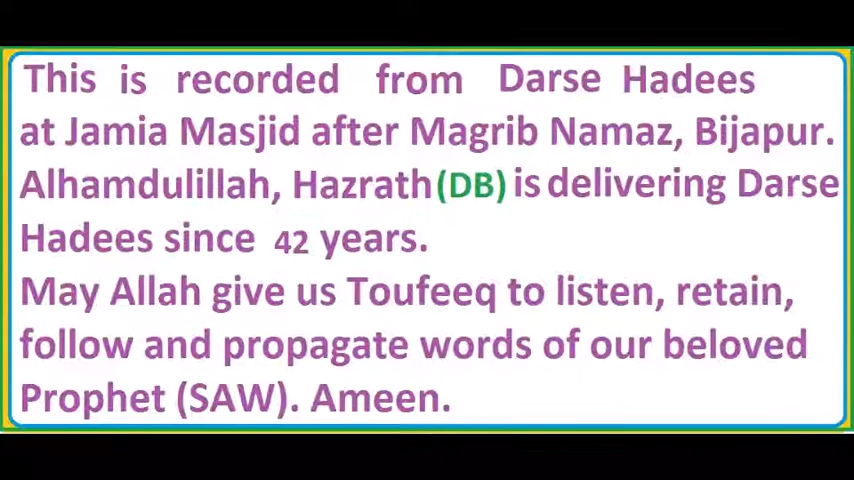 This is recorded from Darse Hadees
at Jamia Masjid after Magrib Namaz, Bijapur.
Alhamdulillah, Hazrath(DB) is delivering Darse
Hadees since 42 years.
May Allah give us Toufeeq to listen, retain,
follow and propagate words of our beloved
Prophet (SAW). Ameen.